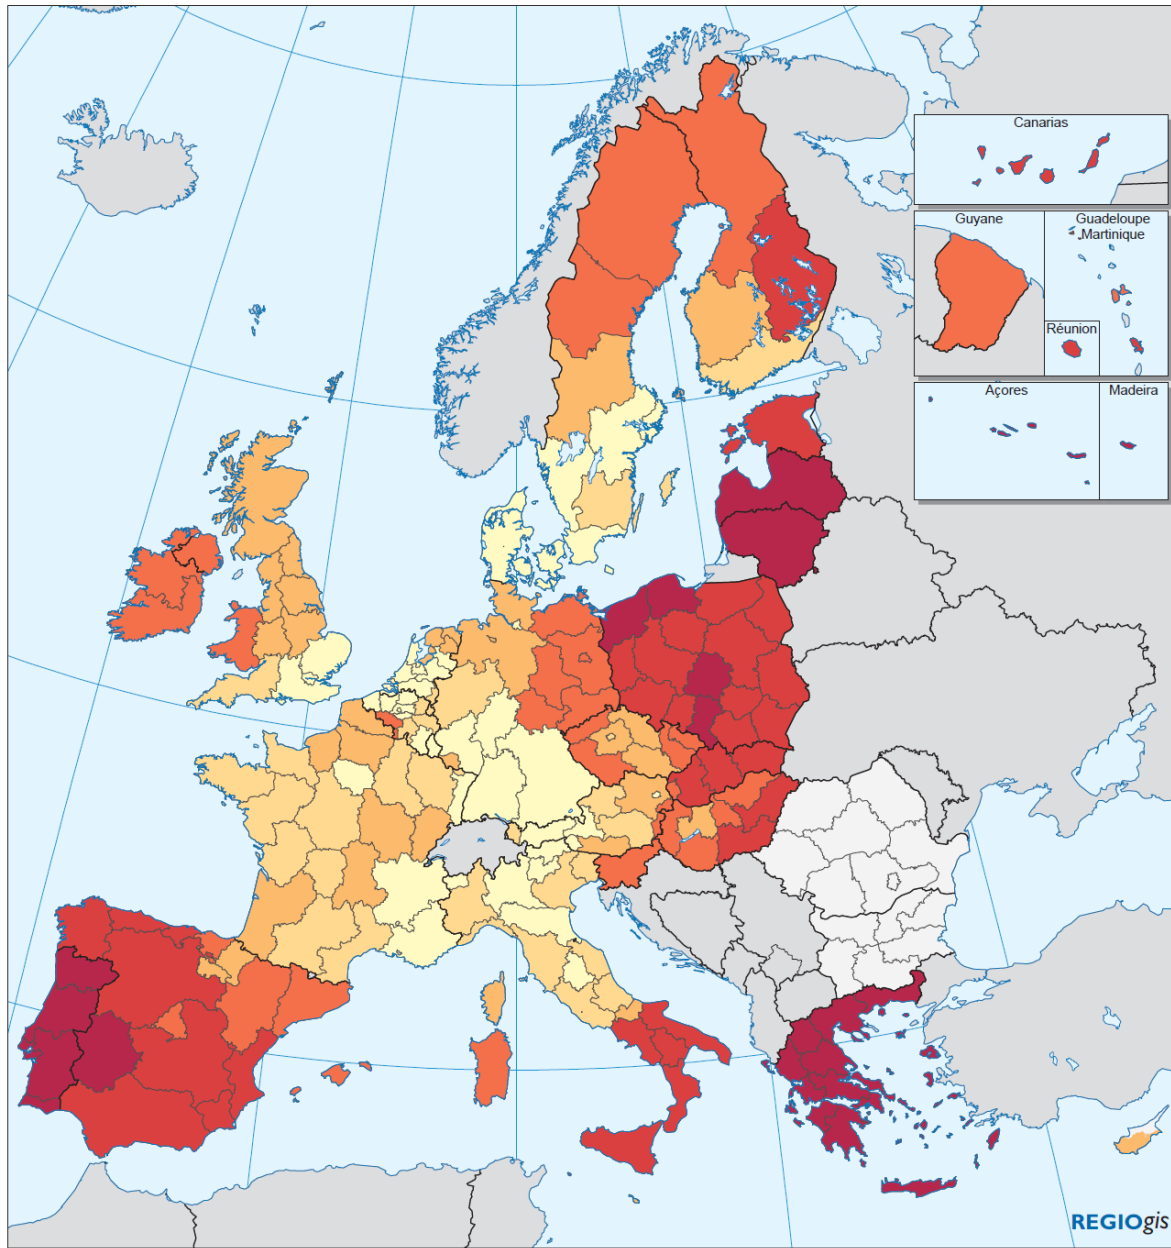 Canarias
Guyane
Guadeloupe
Martinique
Réunion
Açores
Madeira
REGIOgis